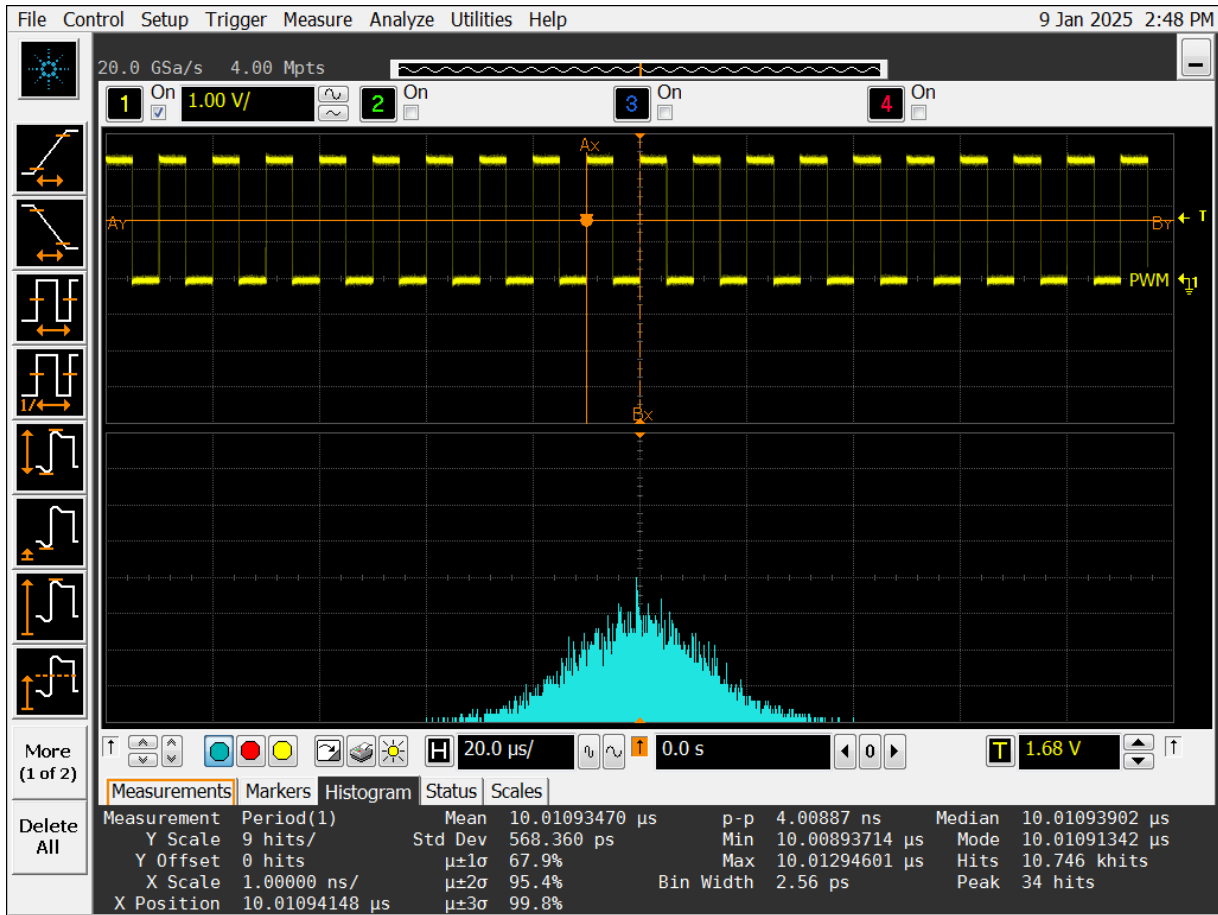 File Control Setup Trigger Measure Analyze Utilities Help 9 Jan 2025 2:48 PM
20.0 GSa/s 4.00 Mpts
1 On 1.00 V/ 2 On 3 On 4 On
Ax
AY BY T
PWM 1
Bx
1/
More
(1 of 2)
Delete
All
H 20.0 µs/ 0.0 s 0 T 1.68 V
Measurements Markers Histogram Status Scales
Measurement Period(1) Mean 10.01093470 µs p-p 4.00887 ns Median 10.01093902 µs
Y Scale 9 hits/ Std Dev 568.360 ps Min 10.00893714 µs Mode 10.01091342 µs
Y Offset 0 hits µ±1σ 67.9% Max 10.01294601 µs Hits 10.746 khits
X Scale 1.00000 ns/ µ±2σ 95.4% Bin Width 2.56 ps Peak 34 hits
X Position 10.01094148 µs µ±3σ 99.8%